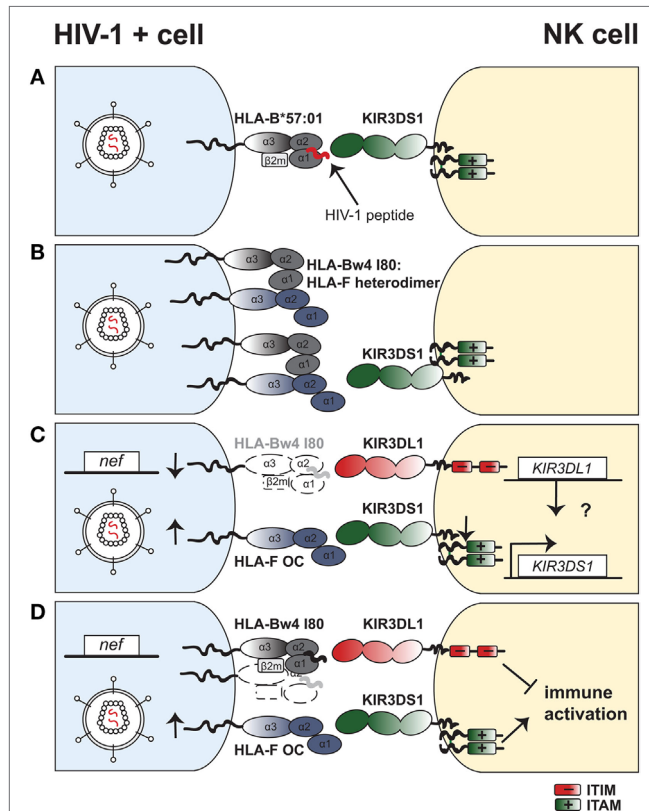 HIV-1 + cell NK cell
A
HLA-B*57:01 KIR3DS1
α3 α2
β2m α1
+
+
HIV-1 peptide
B
α3 α2
HLA-Bw4 I80:
α1 HLA-F heterodimer
α3 α2
α1
α3 α2
α1
KIR3DS1
+
+
α3 α2
α1
C
HLA-Bw4 I80 KIR3DL1
nef
α3 α2
β2m α1
− −
KIR3DL1
?
KIR3DS1
α3 α2
α1
HLA-F OC
+
+
KIR3DS1
D
HLA-Bw4 I80 KIR3DL1
nef
α3 α2
β2m α1
α2
− −
KIR3DS1
immune
activation
α3 α2
α1
HLA-F OC
+
+
− − ITIM
+ + ITAM